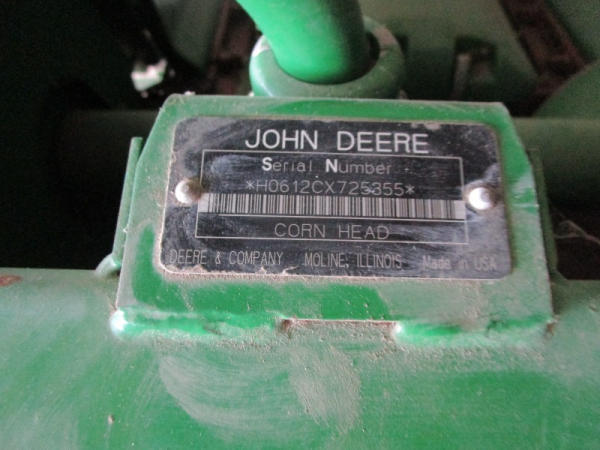 JOHN DEERE
Serial Number
*H0612CX725355*
CORN HEAD
DEERE & COMPANY MOLINE, ILLINOIS Made in USA